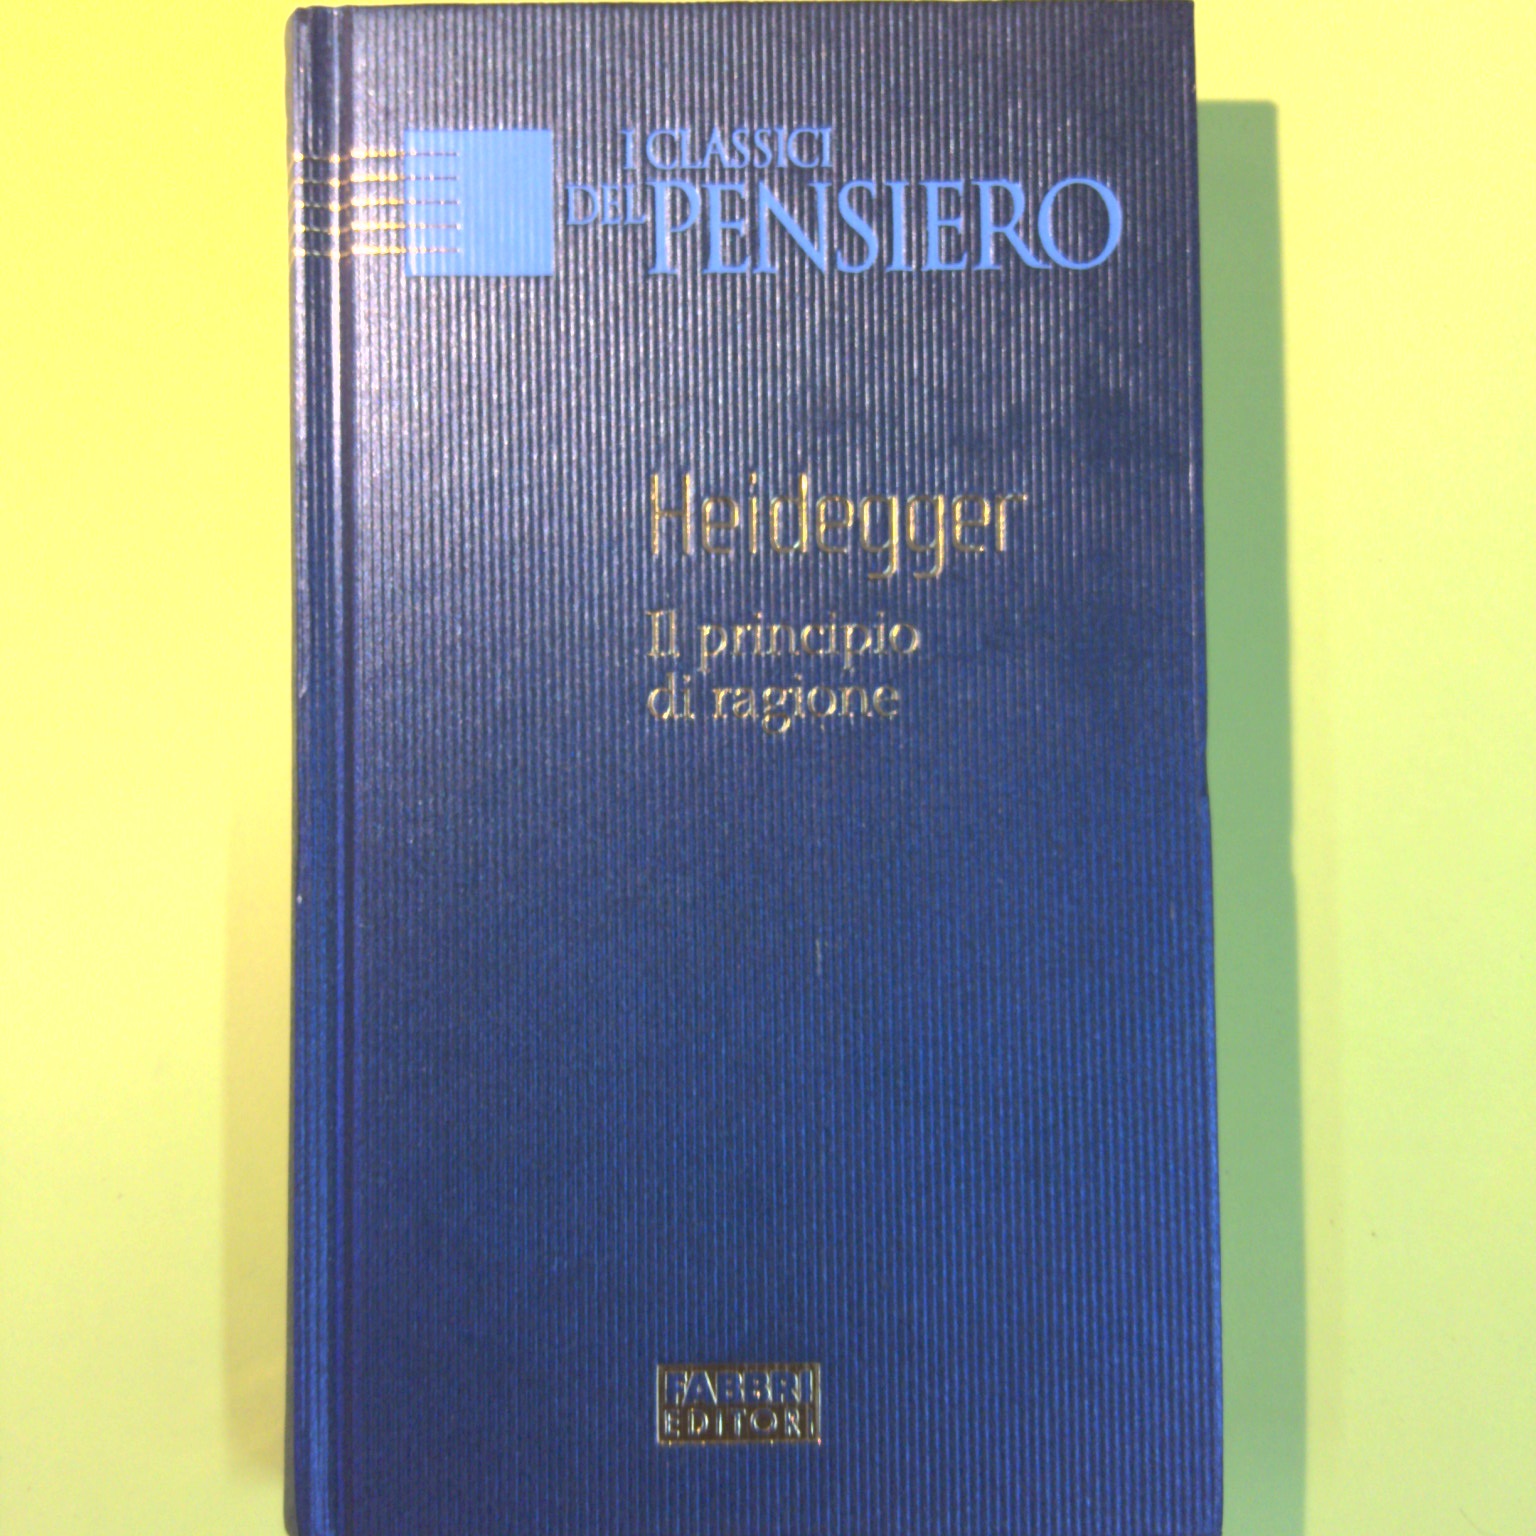 I CLASSICI
DEL PENSIERO
Heidegger
Il principio
di ragione
FABBRI
EDITORI